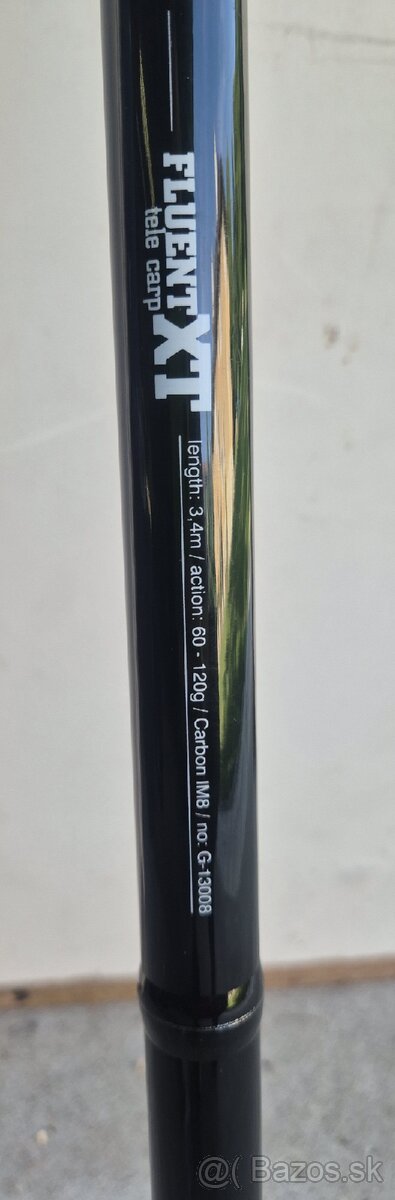 FLUENT XT
tele carp
length: 3,4m / action: 60 - 120g / Carbon IM8 / no: G-13008
@( Bazos.sk